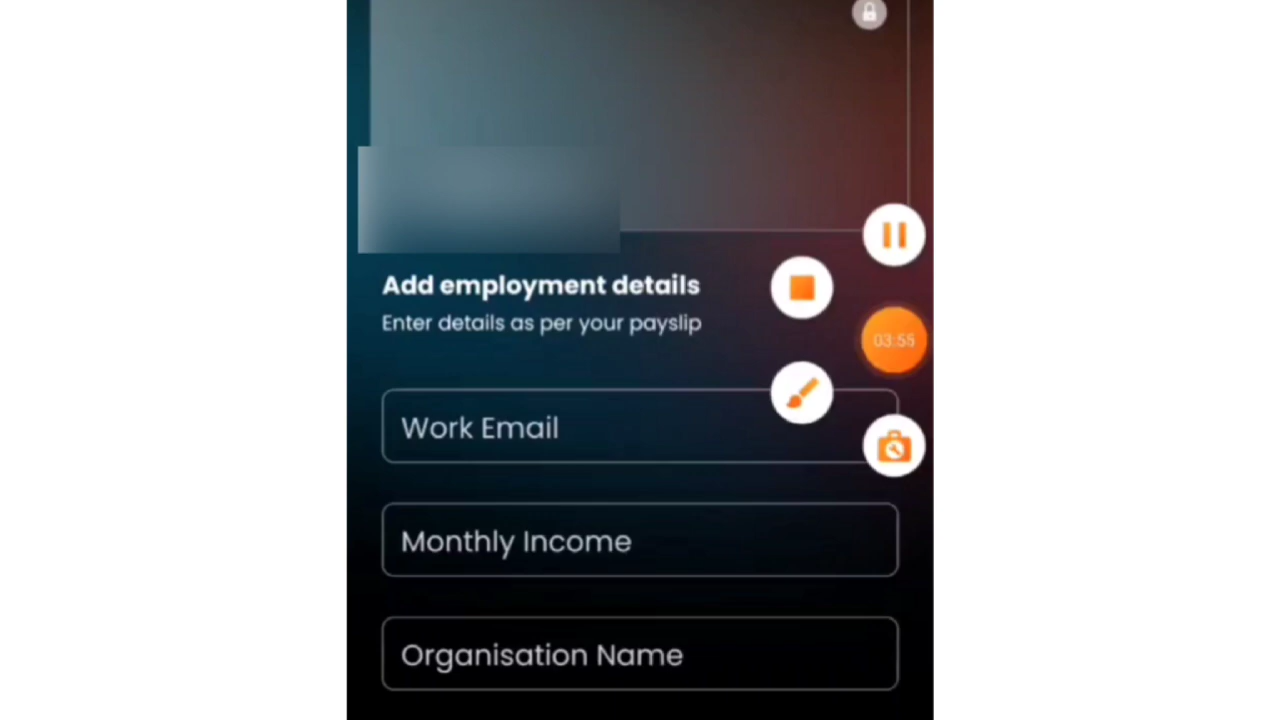 Add employment details
Enter details as per your payslip
03:55
Work Email
Monthly Income
Organisation Name